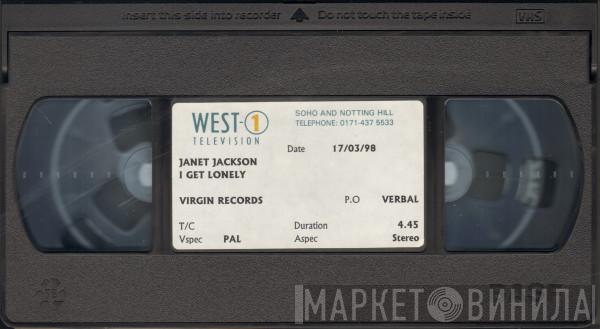 Insert this side into recorder Do not touch the tape inside VHS
WEST-1
TELEVISION
SOHO AND NOTTING HILL
TELEPHONE: 0171-437 5533
Date 17/03/98
JANET JACKSON
I GET LONELY
VIRGIN RECORDS P.O VERBAL
T/C Duration 4.45
Vspec PAL Aspec Stereo
МАРКЕТ ВИНИЛА